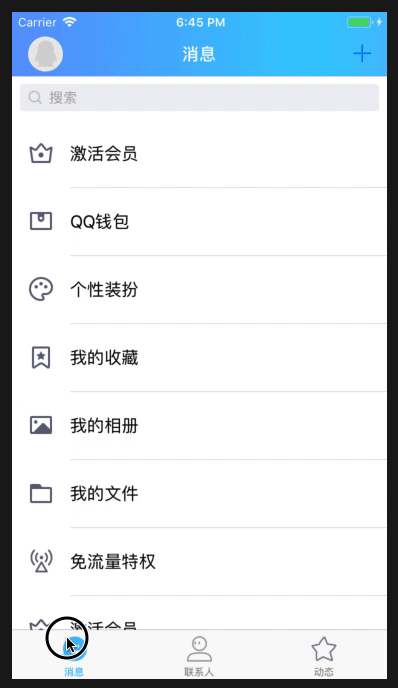 Carrier 6:45 PM
消息
搜索
激活会员
QQ钱包
个性装扮
我的收藏
我的相册
我的文件
免流量特权
激活会员
消息 联系人 动态